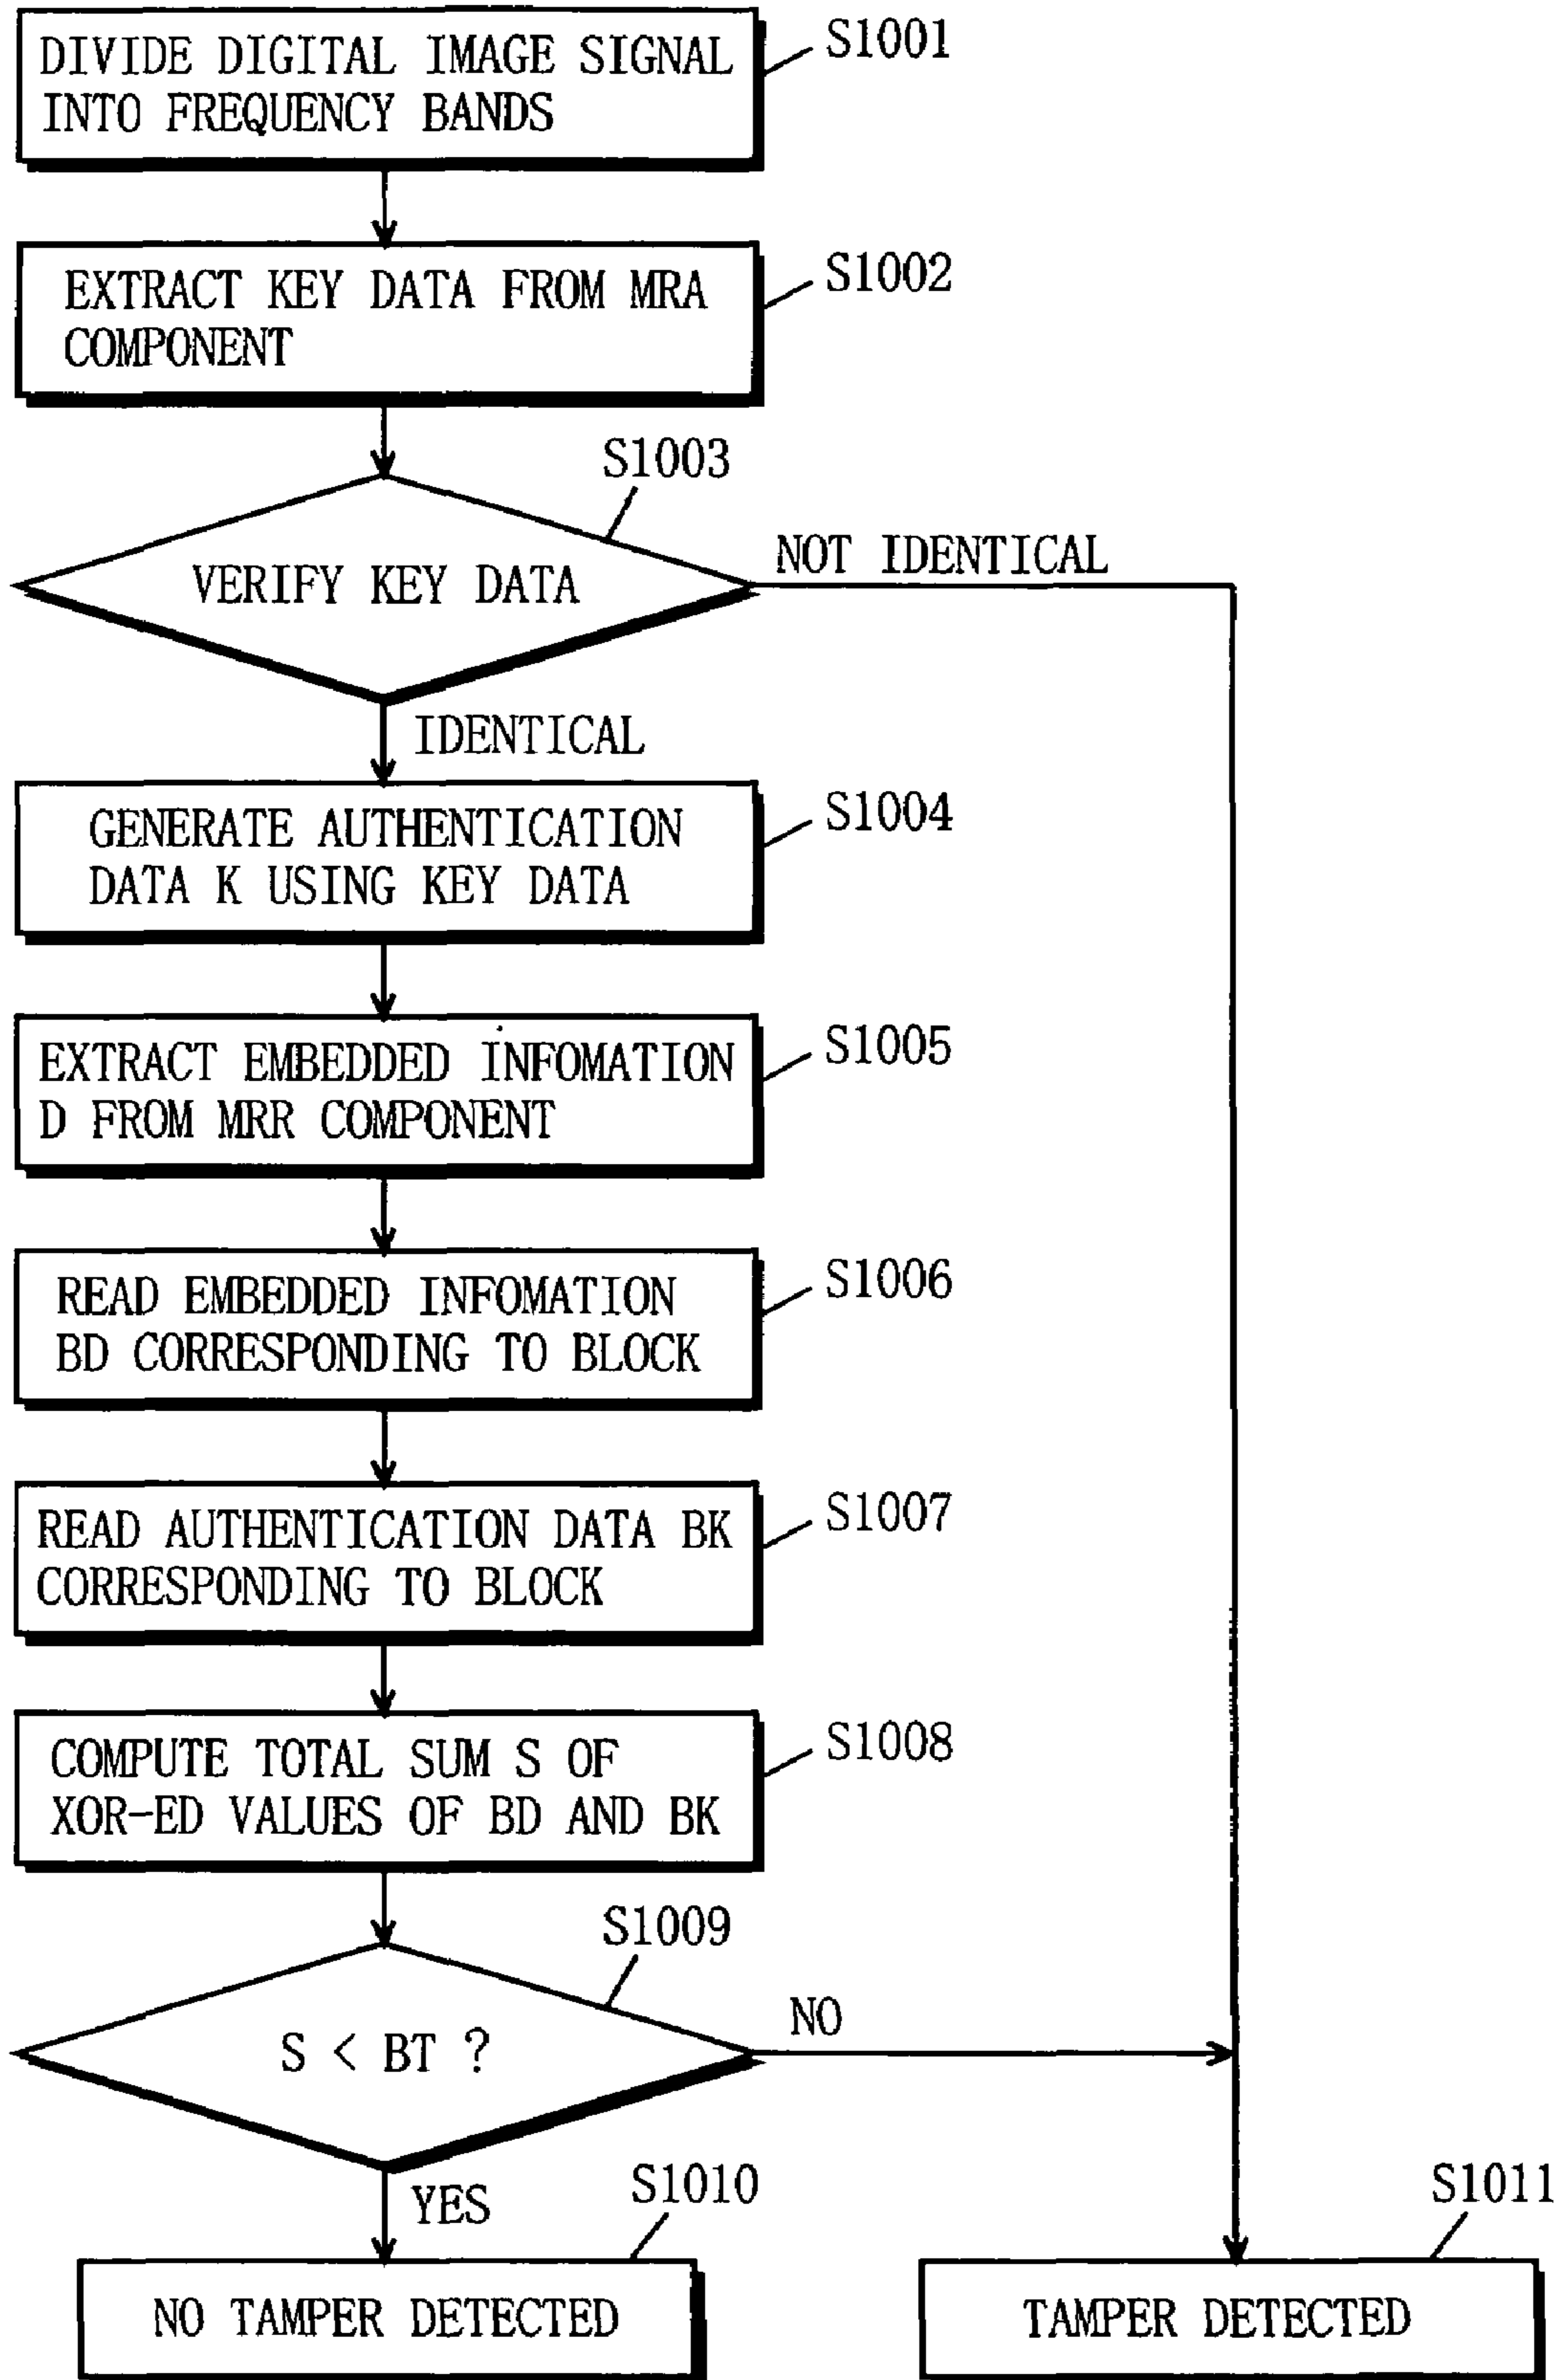 DIVIDE DIGITAL IMAGE SIGNAL
INTO FREQUENCY BANDS
S1001
EXTRACT KEY DATA FROM MRA
COMPONENT
S1002
S1003
VERIFY KEY DATA
NOT IDENTICAL
IDENTICAL
GENERATE AUTHENTICATION
DATA K USING KEY DATA
S1004
EXTRACT EMBEDDED INFOMATION
D FROM MRR COMPONENT
S1005
READ EMBEDDED INFOMATION
BD CORRESPONDING TO BLOCK
S1006
READ AUTHENTICATION DATA BK
CORRESPONDING TO BLOCK
S1007
COMPUTE TOTAL SUM S OF
XOR-ED VALUES OF BD AND BK
S1008
S1009
S < BT ?
NO
YES
S1010
NO TAMPER DETECTED
S1011
TAMPER DETECTED